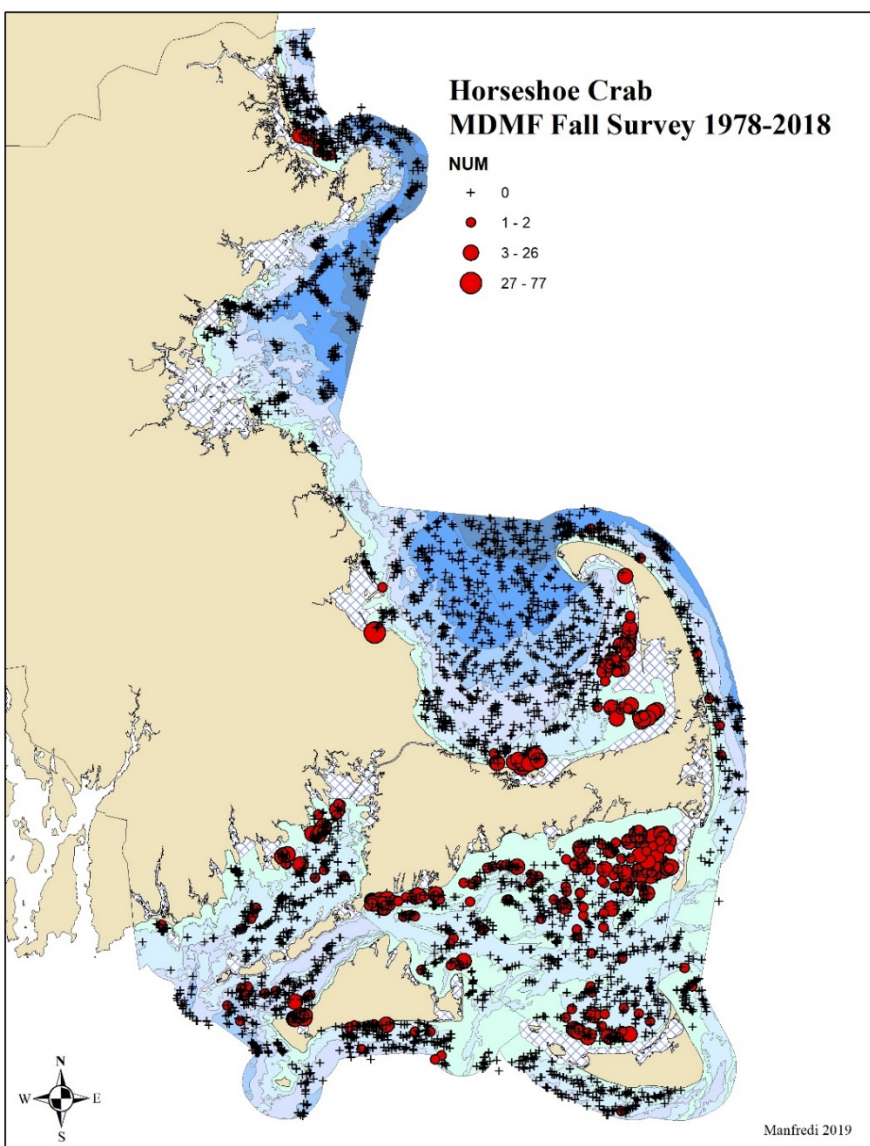 Horseshoe Crab
MDMF Fall Survey 1978-2018
NUM
0
1 - 2
3 - 26
27 - 77
N
W E
S
Manfredi 2019